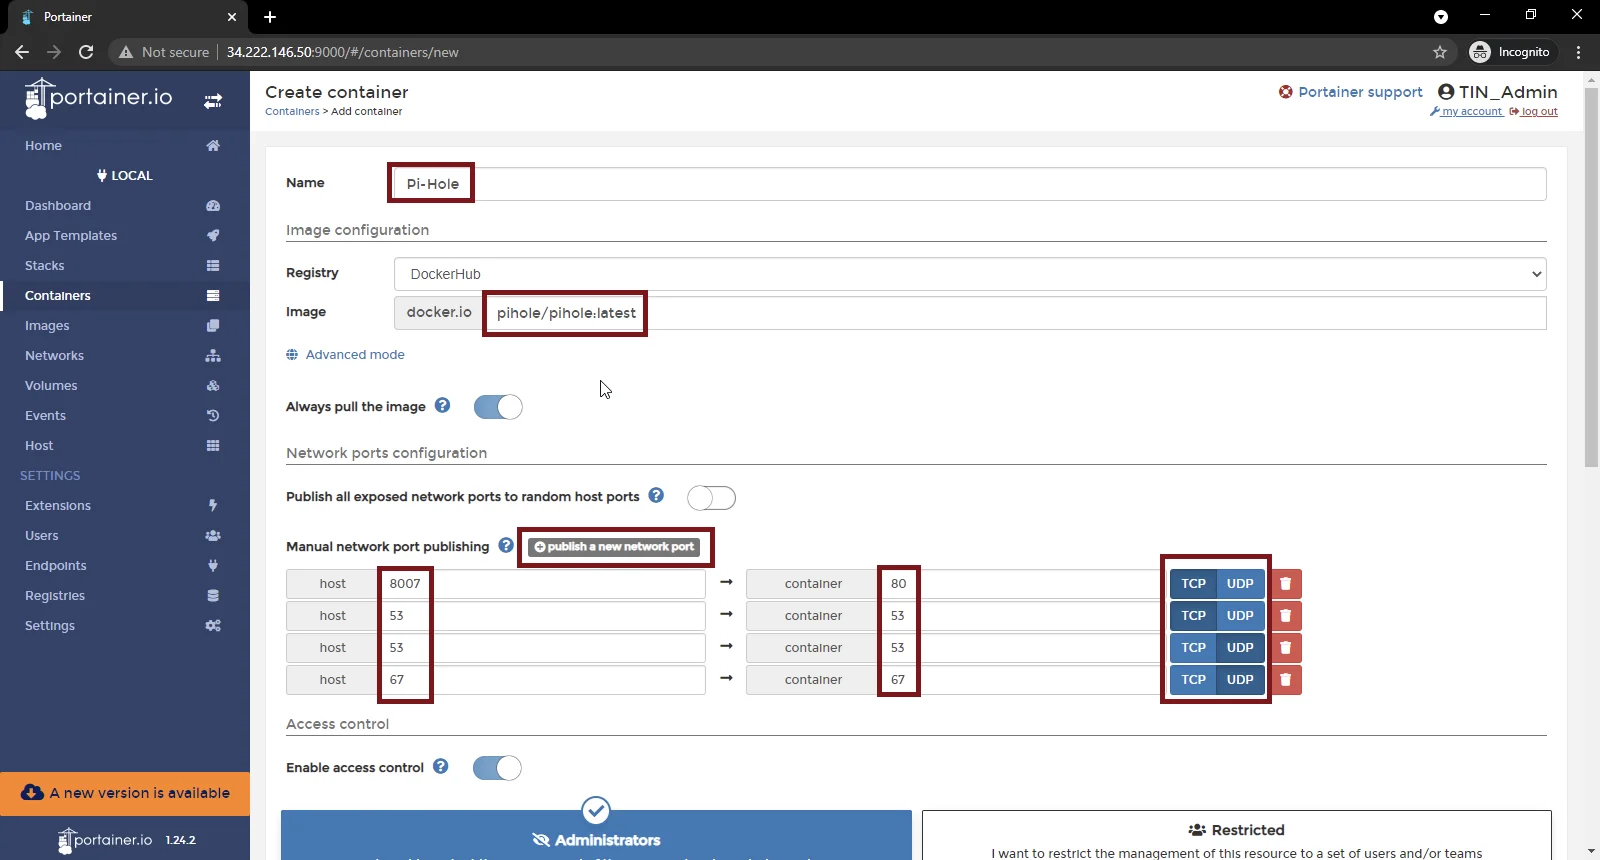 Portainer
Not secure
34.222.146.50:9000/#/containers/new
Incognito
portainer.io
Home
LOCAL
Dashboard
App Templates
Stacks
Containers
Images
Networks
Volumes
Events
Host
SETTINGS
Extensions
Users
Endpoints
Registries
Settings
A new version is available
portainer.io 1.24.2
Create container
Containers > Add container
Portainer support
TIN_Admin
my account log out
Name Pi-Hole
Image configuration
Registry DockerHub
Image docker.io pihole/pihole:latest
Advanced mode
Always pull the image
Network ports configuration
Publish all exposed network ports to random host ports
Manual network port publishing publish a new network port
host 8007 → container 80 TCP UDP
host 53 → container 53 TCP UDP
host 53 → container 53 TCP UDP
host 67 → container 67 TCP UDP
Access control
Enable access control
Administrators
Restricted
I want to restrict the management of this resource to a set of users and/or teams